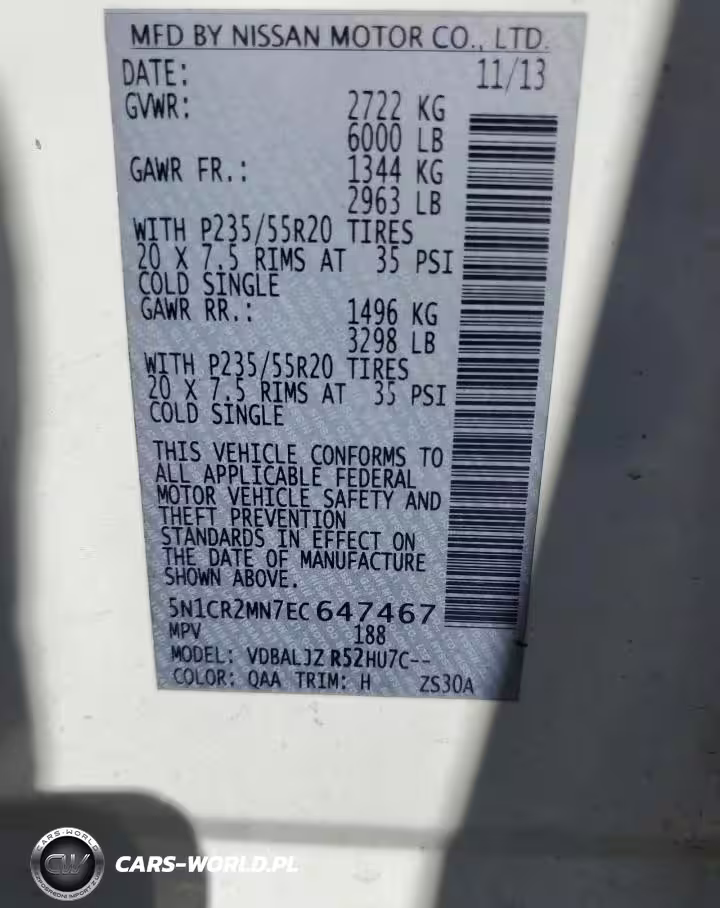 MFD BY NISSAN MOTOR CO., LTD.
DATE: 11/13
GVWR: 2722 KG
6000 LB
GAWR FR.: 1344 KG
2963 LB
WITH P235/55R20 TIRES
20 X 7.5 RIMS AT 35 PSI
COLD SINGLE
GAWR RR.: 1496 KG
3298 LB
WITH P235/55R20 TIRES
20 X 7.5 RIMS AT 35 PSI
COLD SINGLE
THIS VEHICLE CONFORMS TO
ALL APPLICABLE FEDERAL
MOTOR VEHICLE SAFETY AND
THEFT PREVENTION
STANDARDS IN EFFECT ON
THE DATE OF MANUFACTURE
SHOWN ABOVE.
5N1CR2MN7EC647467
MPV 188
MODEL: VDBALJZ R52HU7C--
COLOR: QAA TRIM: H ZS30A
CARS-WORLD
CW
CARS-WORLD.PL